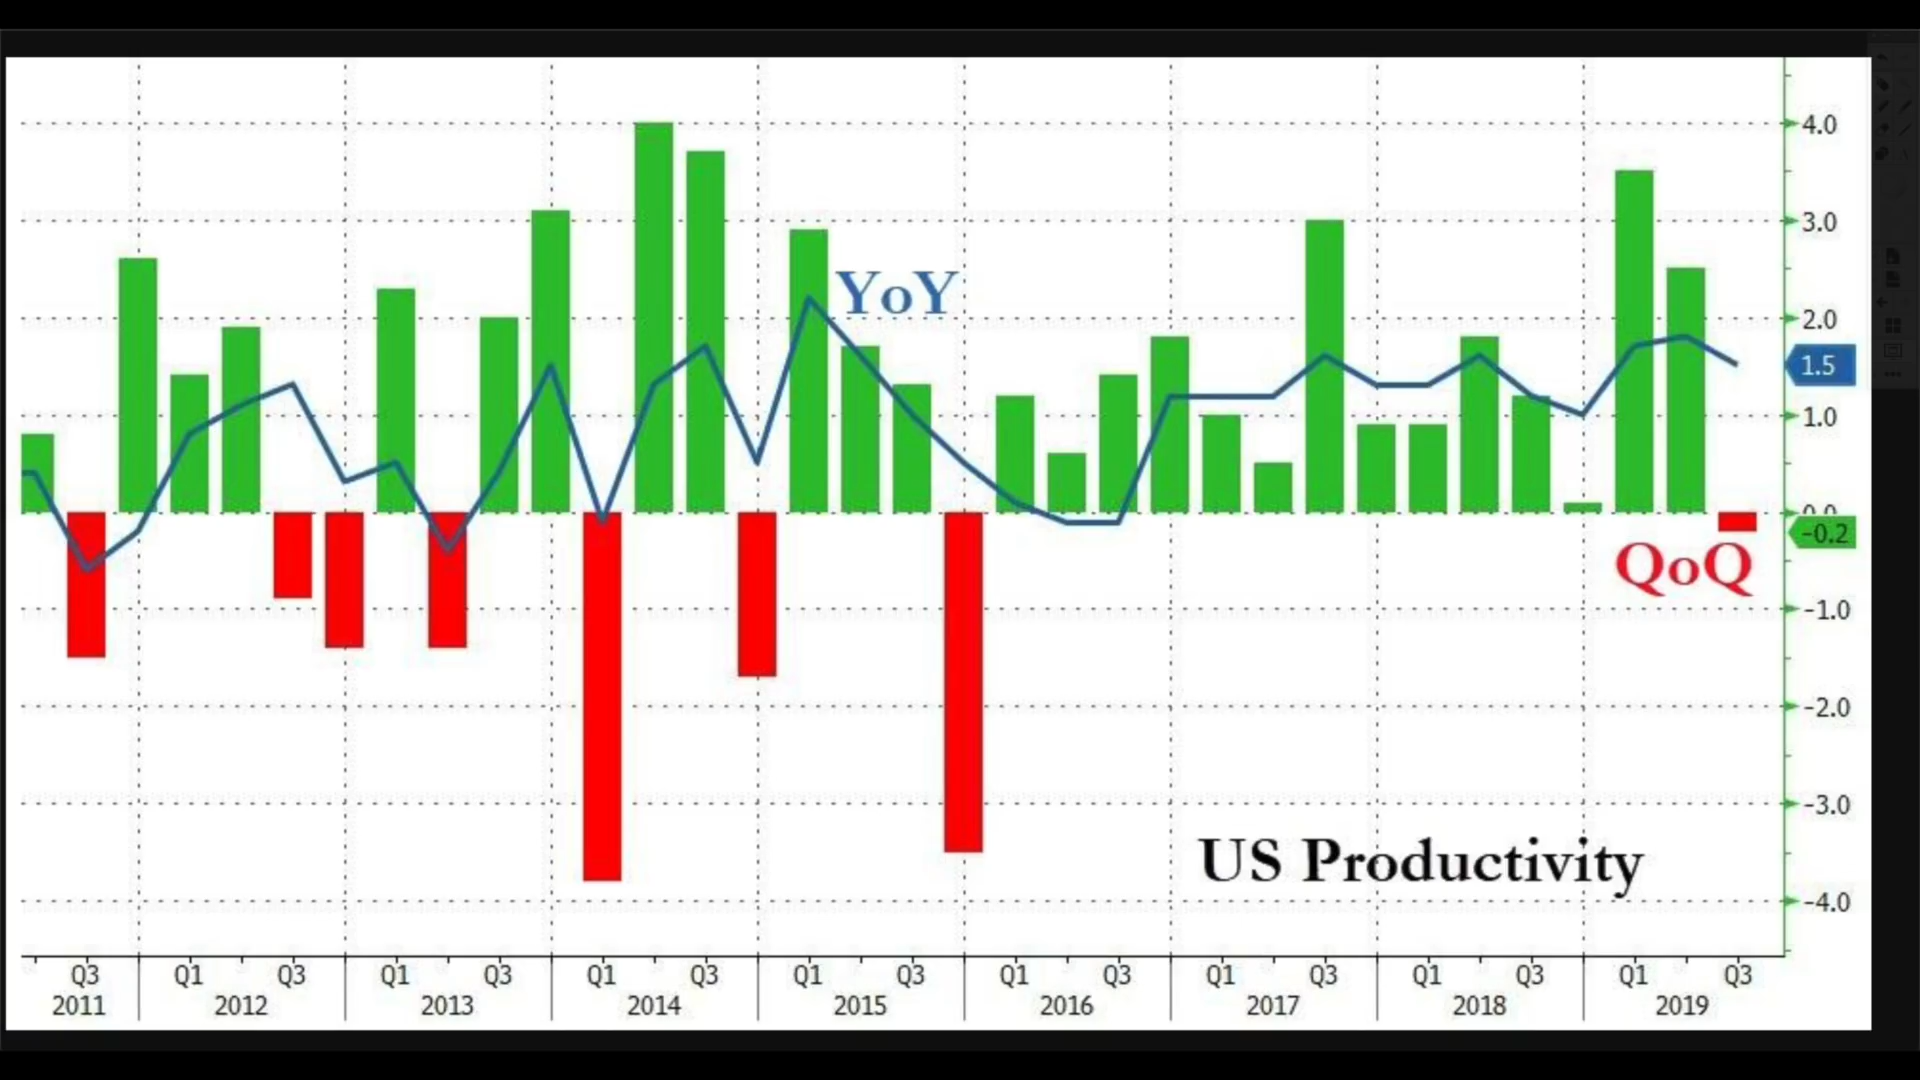 4.0
3.0
YoY
2.0
1.5
1.0
0.0
-0.2
QoQ
-1.0
-2.0
-3.0
US Productivity
-4.0
Q3 Q1 Q3 Q1 Q3 Q1 Q3 Q1 Q3 Q1 Q3 Q1 Q3 Q1 Q3 Q1 Q3
2011 2012 2013 2014 2015 2016 2017 2018 2019